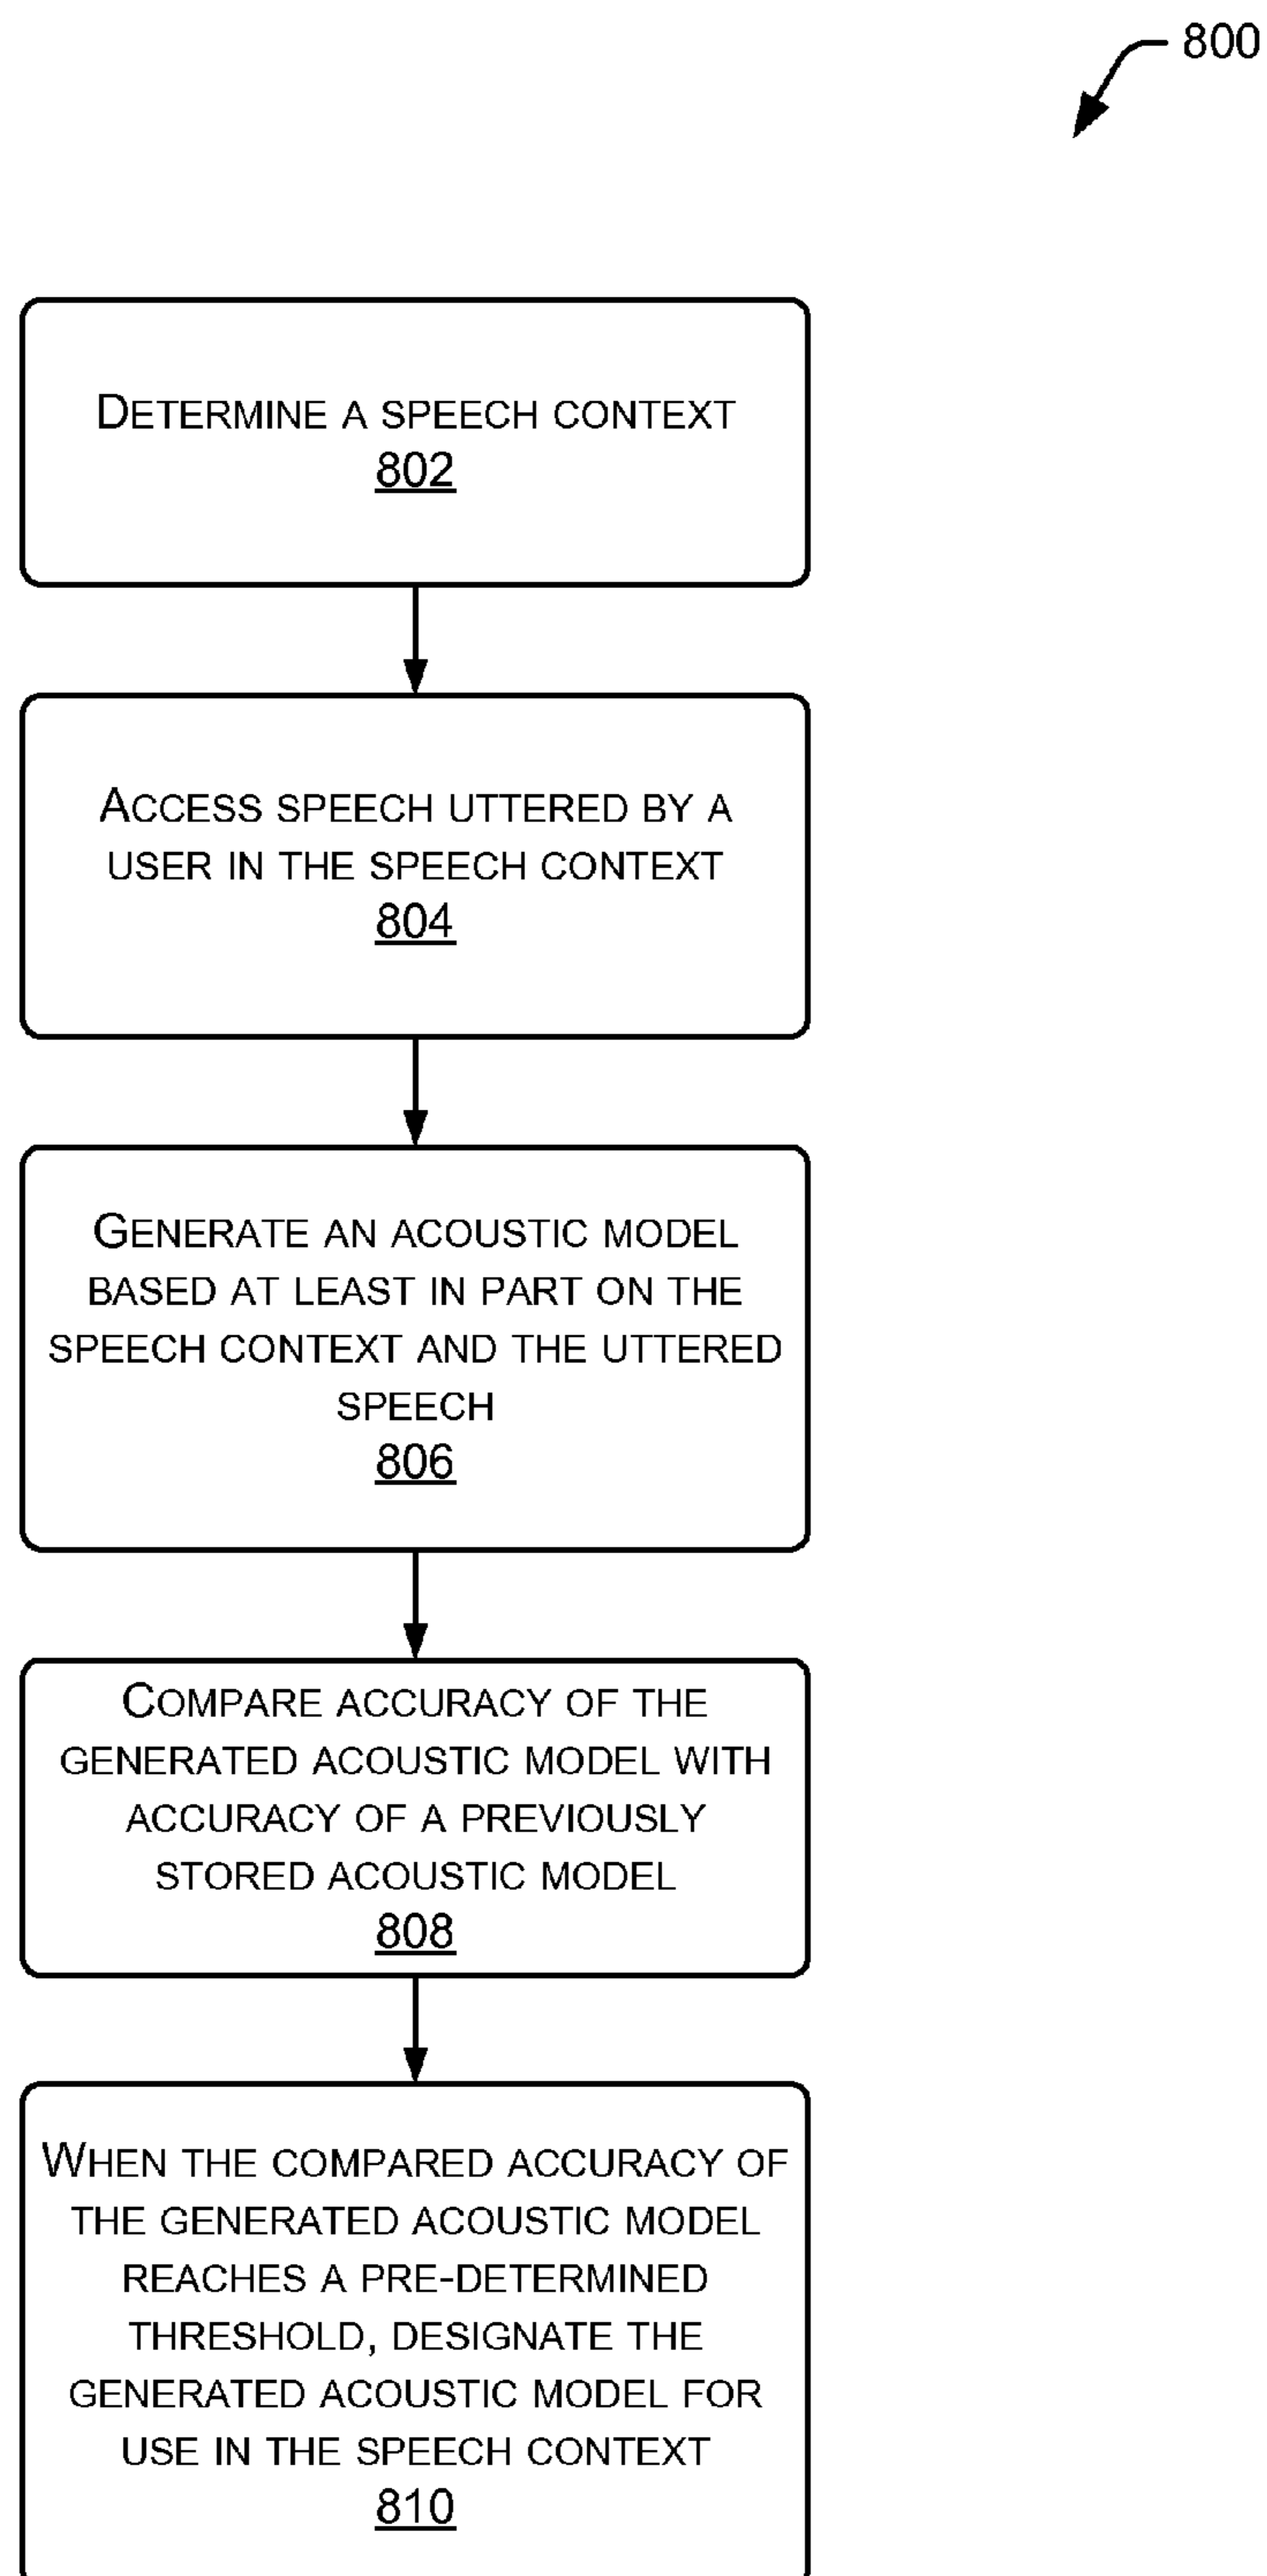 800
DETERMINE A SPEECH CONTEXT
802
ACCESS SPEECH UTTERED BY A
USER IN THE SPEECH CONTEXT
804
GENERATE AN ACOUSTIC MODEL
BASED AT LEAST IN PART ON THE
SPEECH CONTEXT AND THE UTTERED
SPEECH
806
COMPARE ACCURACY OF THE
GENERATED ACOUSTIC MODEL WITH
ACCURACY OF A PREVIOUSLY
STORED ACOUSTIC MODEL
808
WHEN THE COMPARED ACCURACY OF
THE GENERATED ACOUSTIC MODEL
REACHES A PRE-DETERMINED
THRESHOLD, DESIGNATE THE
GENERATED ACOUSTIC MODEL FOR
USE IN THE SPEECH CONTEXT
810